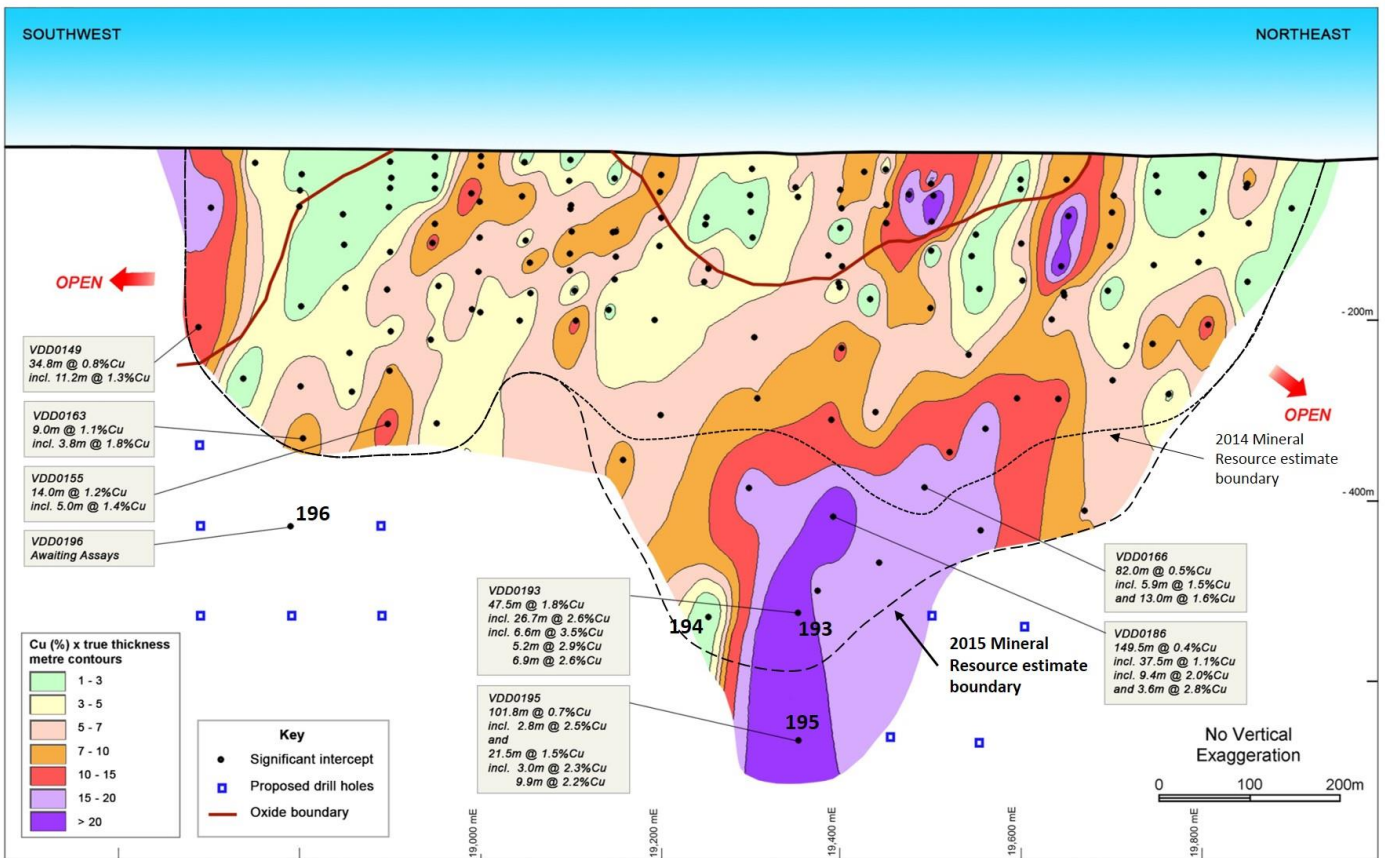 SOUTHWEST
NORTHEAST
OPEN
- 200m
VDD0149
34.8m @ 0.8%Cu
incl. 11.2m @ 1.3%Cu
VDD0163
9.0m @ 1.1%Cu
incl. 3.8m @ 1.8%Cu
VDD0155
14.0m @ 1.2%Cu
incl. 5.0m @ 1.4%Cu
VDD0196
Awaiting Assays
196
OPEN
2014 Mineral
Resource estimate
boundary
- 400m
VDD0166
82.0m @ 0.5%Cu
incl. 5.9m @ 1.5%Cu
and 13.0m @ 1.6%Cu
VDD0193
47.5m @ 1.8%Cu
incl. 26.7m @ 2.6%Cu
incl. 6.6m @ 3.5%Cu
5.2m @ 2.9%Cu
6.9m @ 2.6%Cu
194
193
2015 Mineral
Resource estimate
boundary
VDD0186
149.5m @ 0.4%Cu
incl. 37.5m @ 1.1%Cu
incl. 9.4m @ 2.0%Cu
and 3.6m @ 2.8%Cu
VDD0195
101.8m @ 0.7%Cu
incl. 2.8m @ 2.5%Cu
and
21.5m @ 1.5%Cu
incl. 3.0m @ 2.3%Cu
9.9m @ 2.2%Cu
195
Cu (%) x true thickness
metre contours
1 - 3
3 - 5
5 - 7
7 - 10
10 - 15
15 - 20
> 20
Key
Significant intercept
Proposed drill holes
Oxide boundary
No Vertical
Exaggeration
0 100 200m
19,000 mE
19,200 mE
19,400 mE
19,600 mE
19,800 mE